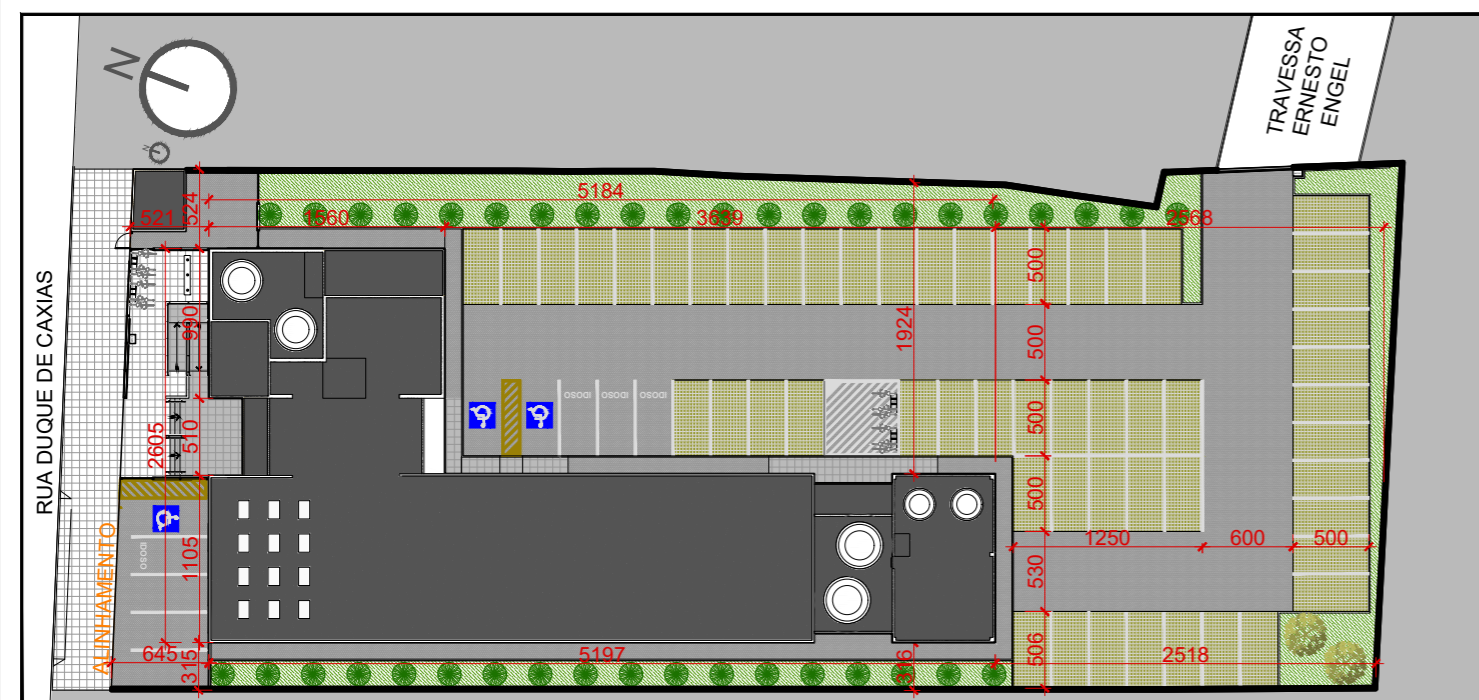 N
TRAVESSA
ERNESTO
ENGEL
N
RUA DUQUE DE CAXIAS
ALINHAMENTO
5184
521
524
1560
3639
2568
500
990
1924
500
IDOSO
IDOSO
IDOSO
500
2605
510
500
1250
600
500
IDOSO
1105
530
645
315
5197
316
506
2518